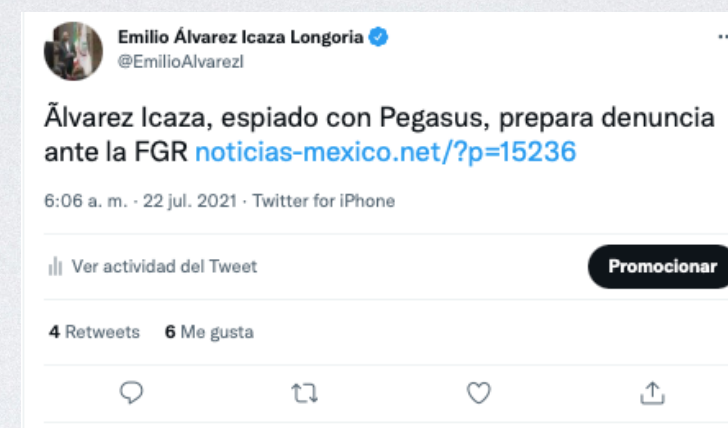 Emilio Álvarez Icaza Longoria
@EmilioAlvarezI
Ãlvarez Icaza, espiado con Pegasus, prepara denuncia
ante la FGR noticias-mexico.net/?p=15236
6:06 a. m. · 22 jul. 2021 · Twitter for iPhone
Ver actividad del Tweet
Promocionar
4 Retweets 6 Me gusta